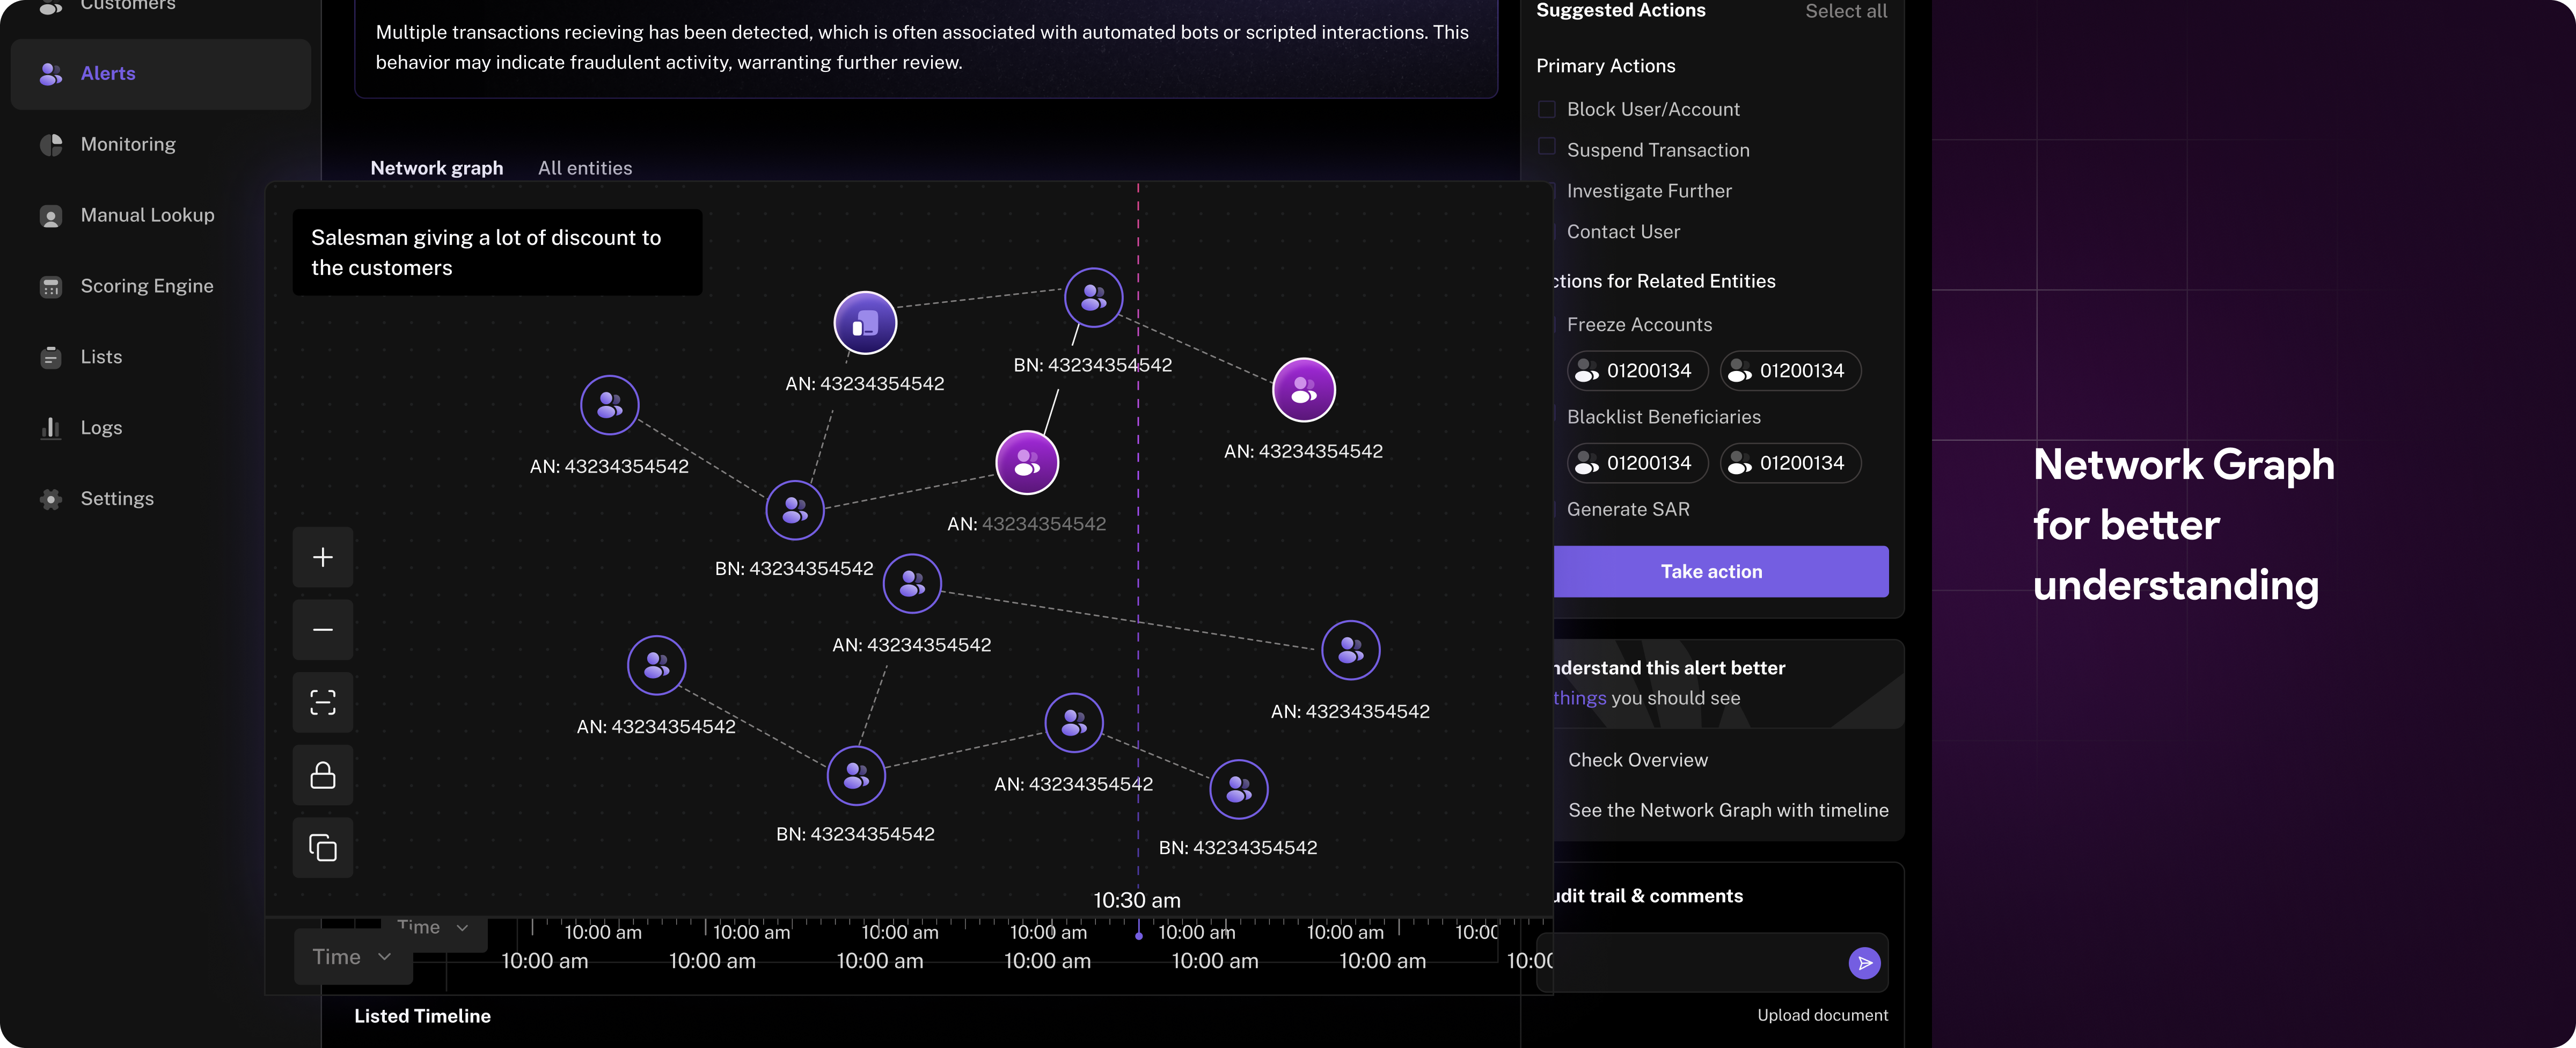 Customers
Alerts
Monitoring
Manual Lookup
Scoring Engine
Lists
Logs
Settings
Multiple transactions recieving has been detected, which is often associated with automated bots or scripted interactions. This
behavior may indicate fraudulent activity, warranting further review.
Network graph
All entities
Salesman giving a lot of discount to
the customers
BN: 43234354542
AN: 43234354542
AN: 43234354542
AN: 43234354542
AN: 43234354542
BN: 43234354542
AN: 43234354542
AN: 43234354542
AN: 43234354542
AN: 43234354542
BN: 43234354542
BN: 43234354542
10:30 am
Time
10:00 am 10:00 am 10:00 am 10:00 am 10:00 am 10:00 am 10:00
Time
10:00 am 10:00 am 10:00 am 10:00 am 10:00 am 10:00 am 10:00
Listed Timeline
Suggested Actions
Select all
Primary Actions
Block User/Account
Suspend Transaction
Investigate Further
Contact User
ctions for Related Entities
Freeze Accounts
01200134 01200134
Blacklist Beneficiaries
01200134 01200134
Generate SAR
Take action
nderstand this alert better
things you should see
Check Overview
See the Network Graph with timeline
udit trail & comments
Upload document
Network Graph
for better
understanding